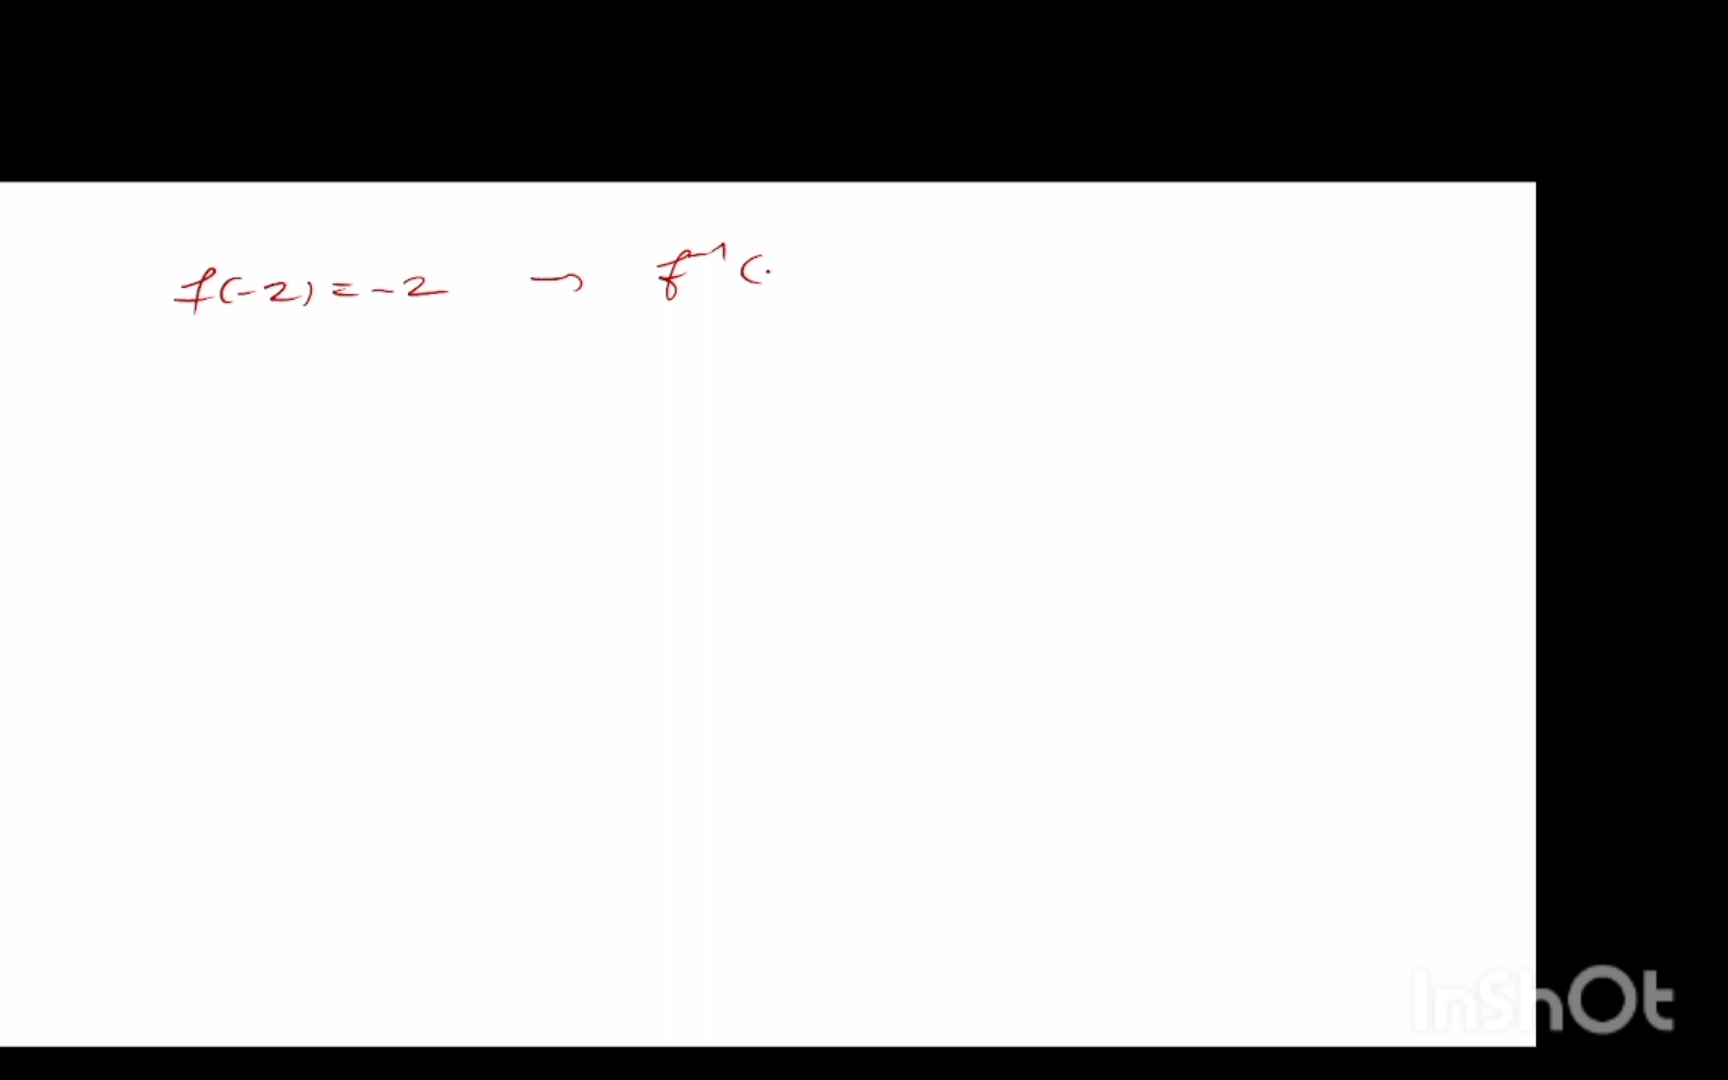 f(-2) = -2 → f⁻¹(.
InShOt